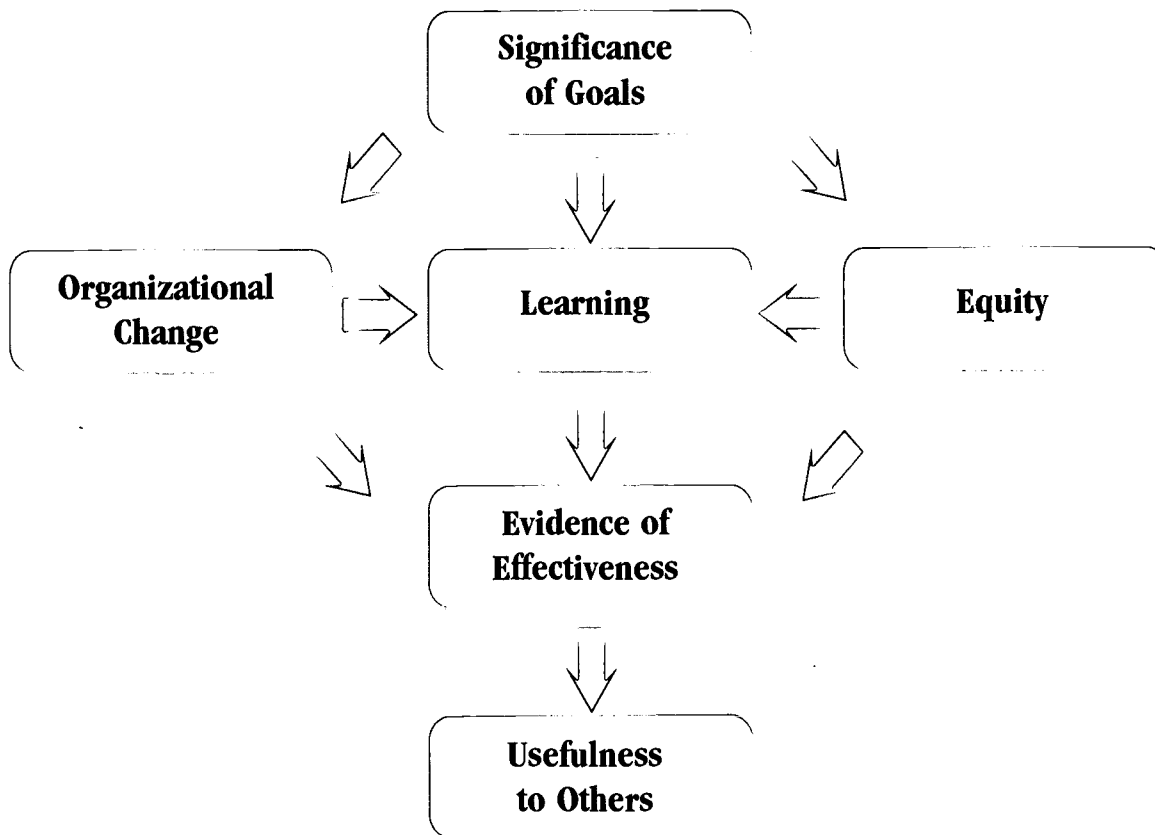 Significance
of Goals
Organizational
Change
Learning
Equity
Evidence of
Effectiveness
Usefulness
to Others